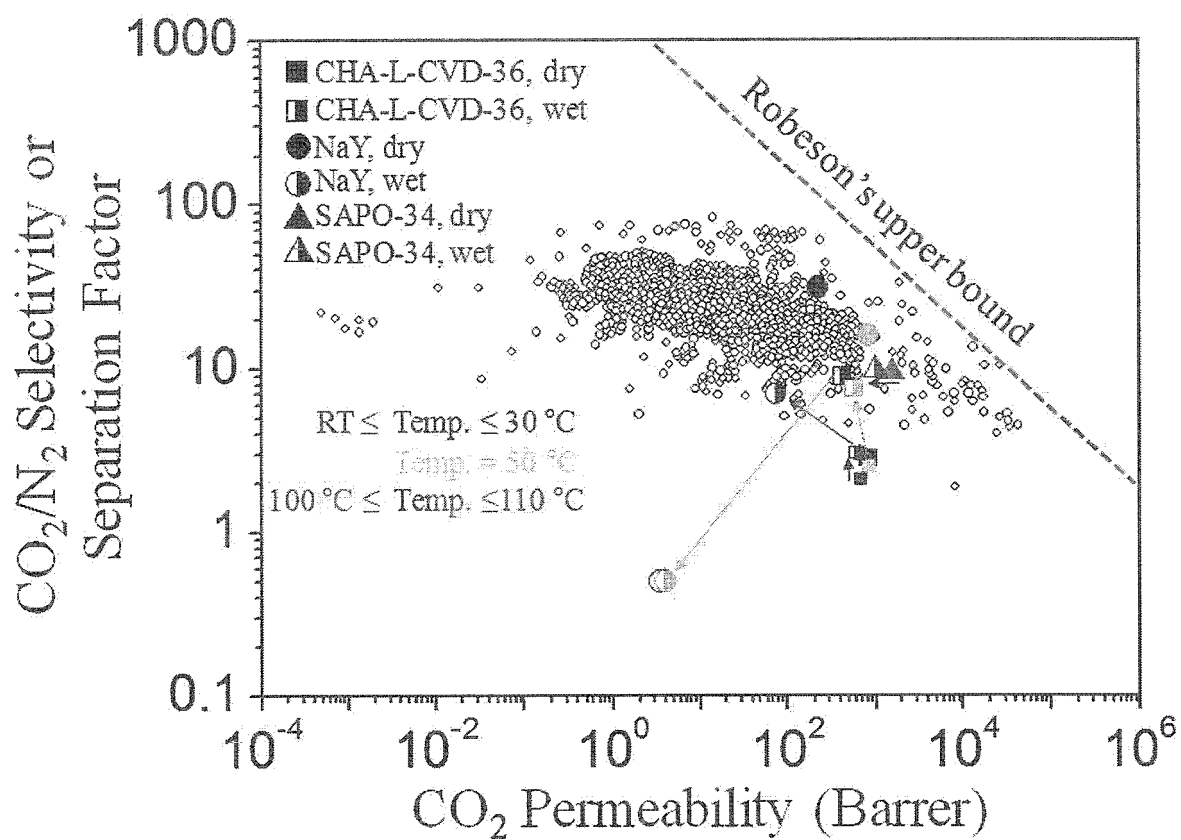 1000
100
10
1
0.1
CO₂/N₂ Selectivity or
Separation Factor
CHA-L-CVD-36, dry
CHA-L-CVD-36, wet
NaY, dry
NaY, wet
SAPO-34, dry
SAPO-34, wet
Robeson's upper bound
RT ≤ Temp. ≤ 30 °C
Temp. = 50 °C
100 °C ≤ Temp. ≤110 °C
10⁻⁴ 10⁻² 10⁰ 10² 10⁴ 10⁶
CO₂ Permeability (Barrer)